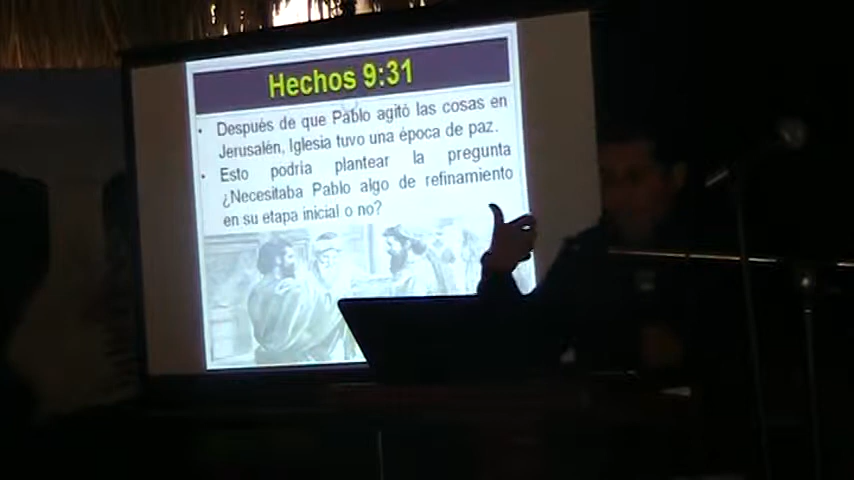 Hechos 9:31
• Después de que Pablo agitó las cosas en
Jerusalén, Iglesia tuvo una época de paz.
• Esto podría plantear la pregunta
¿Necesitaba Pablo algo de refinamiento
en su etapa inicial o no?